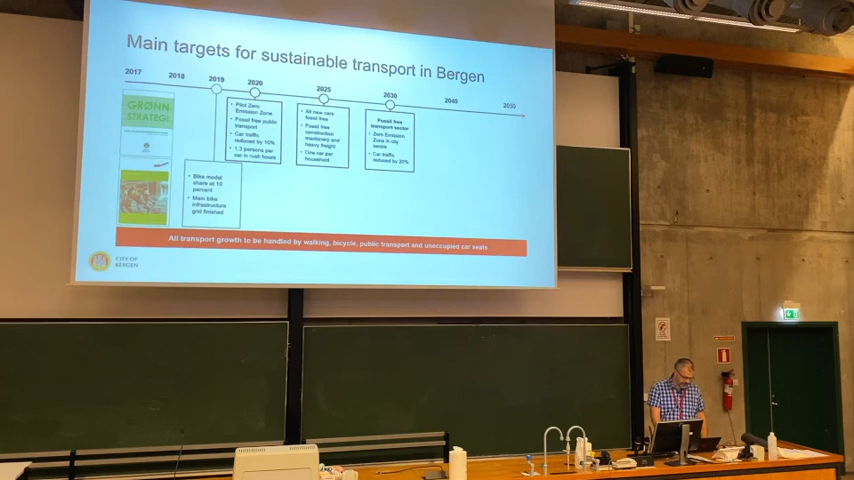 Main targets for sustainable transport in Bergen
2017
2018
2019
2020
2025
2030
2040
2050
GRØNN
STRATEGI
• Pilot Zero
Emission Zone
• Fossil free public
transport
• Car traffic
reduced by 10%
• 1,3 persons per
car in rush hours
• All new cars
fossil free
• Fossil free
construction
machinery and
heavy freight
• One car per
household
Fossil free
transport sector
• Zero Emission
Zone in city
centre
• Car traffic
reduced by 20%
• Bike modal
share at 10
percent
• Main bike
infrastructure
grid finished
All transport growth to be handled by walking, bicycle, public transport and unoccupied car seats
CITY OF
BERGEN